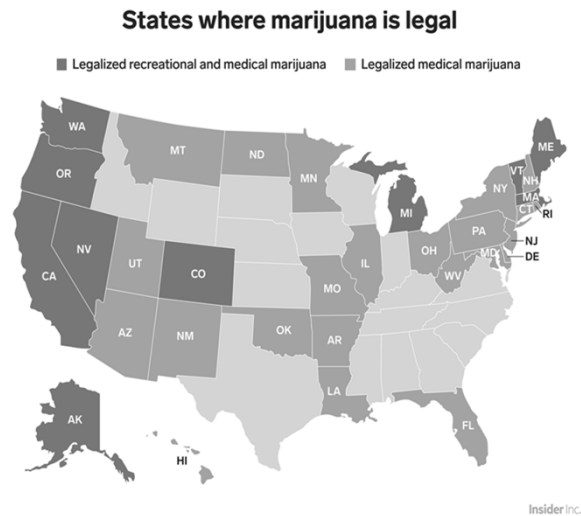 States where marijuana is legal
Legalized recreational and medical marijuana
Legalized medical marijuana
WA
MT
ND
MN
ME
OR
VT
NH
NY
MA
CT
RI
MI
PA
NJ
DE
MD
NV
UT
CO
IL
OH
WV
CA
MO
AZ
NM
OK
AR
LA
FL
AK
HI
Insider Inc.